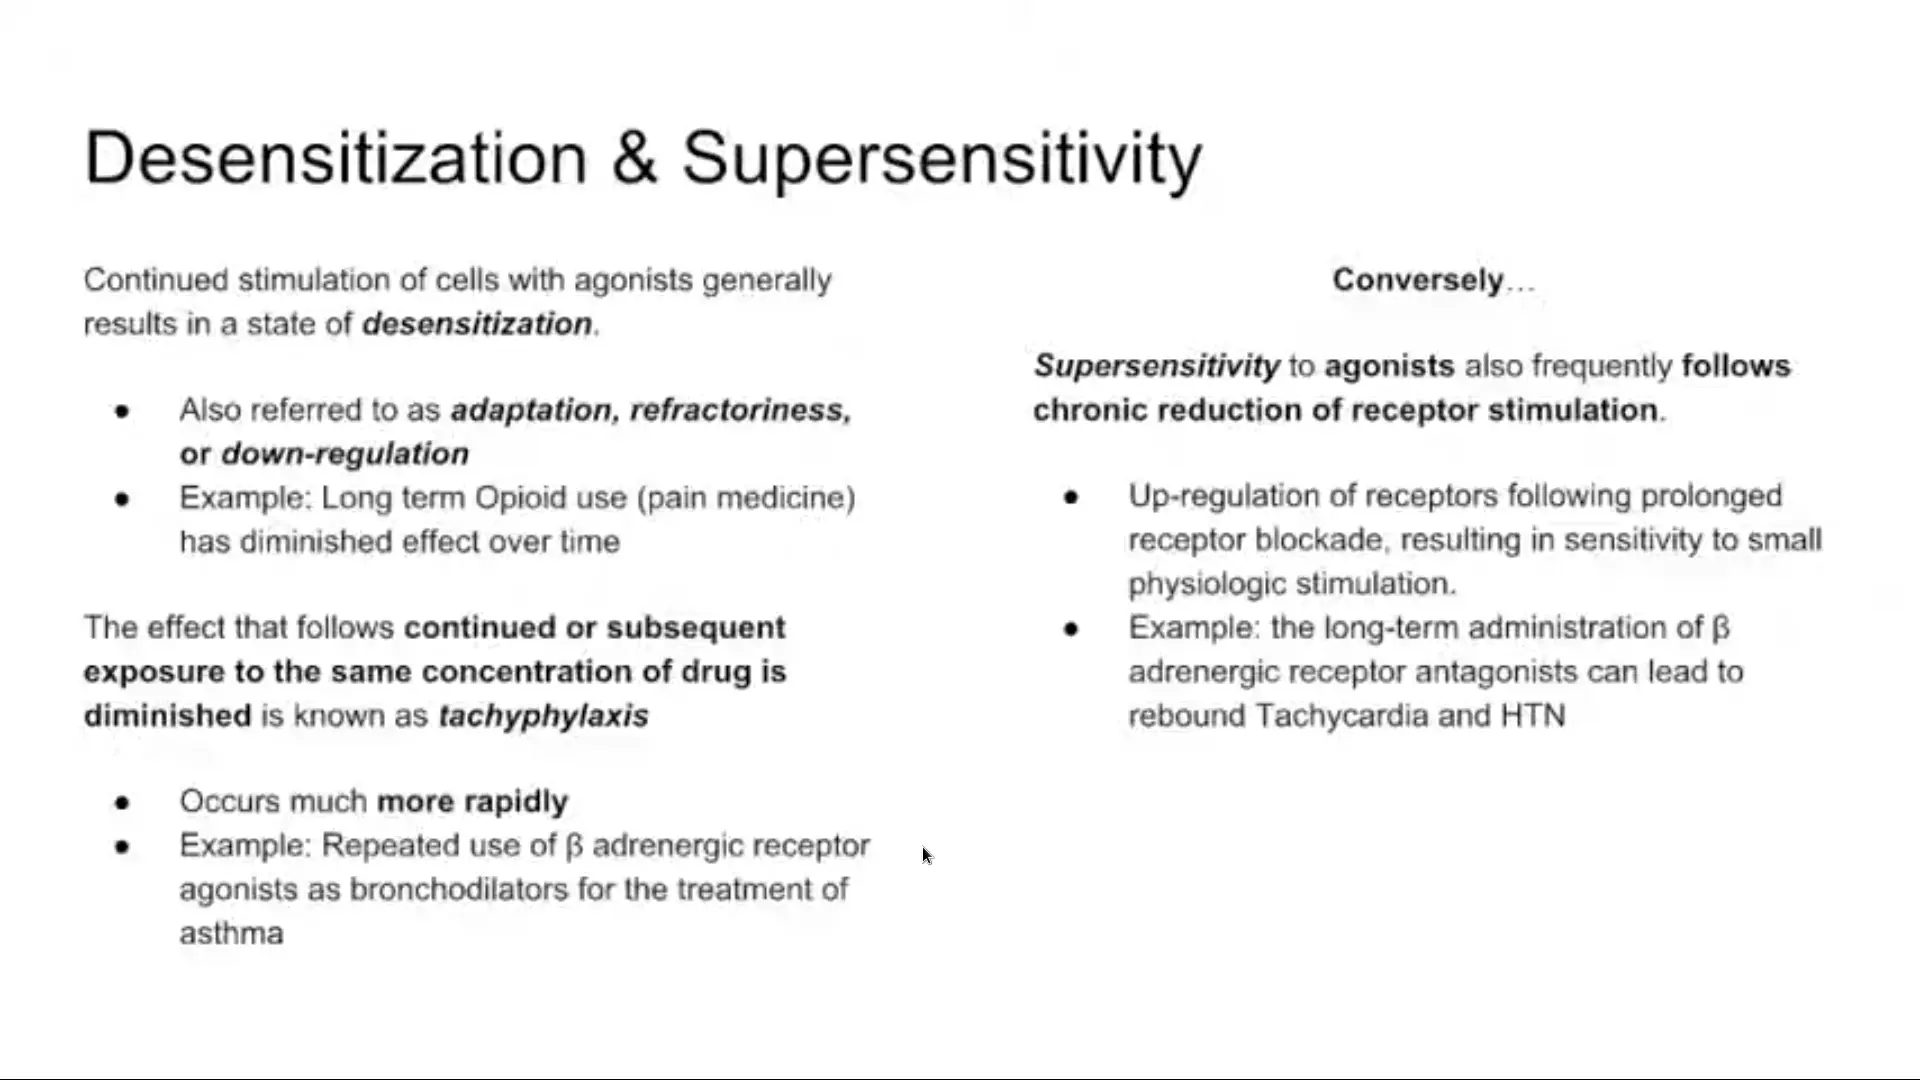 Desensitization & Supersensitivity
Continued stimulation of cells with agonists generally
results in a state of desensitization.
● Also referred to as adaptation, refractoriness,
or down-regulation
● Example: Long term Opioid use (pain medicine)
has diminished effect over time
The effect that follows continued or subsequent
exposure to the same concentration of drug is
diminished is known as tachyphylaxis
● Occurs much more rapidly
● Example: Repeated use of β adrenergic receptor
agonists as bronchodilators for the treatment of
asthma
Conversely…
Supersensitivity to agonists also frequently follows
chronic reduction of receptor stimulation.
● Up-regulation of receptors following prolonged
receptor blockade, resulting in sensitivity to small
physiologic stimulation.
● Example: the long-term administration of β
adrenergic receptor antagonists can lead to
rebound Tachycardia and HTN